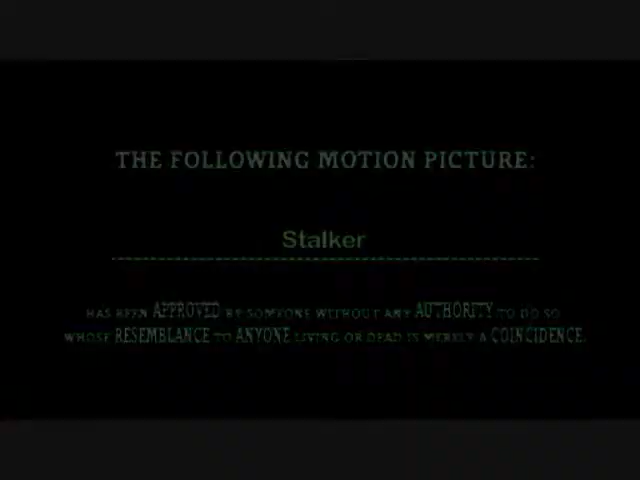 THE FOLLOWING MOTION PICTURE:
Stalker
HAS BEEN APPROVED BY SOMEONE WITHOUT ANY AUTHORITY TO DO SO
WHOSE RESEMBLANCE TO ANYONE LIVING OR DEAD IS MERELY A COINCIDENCE.